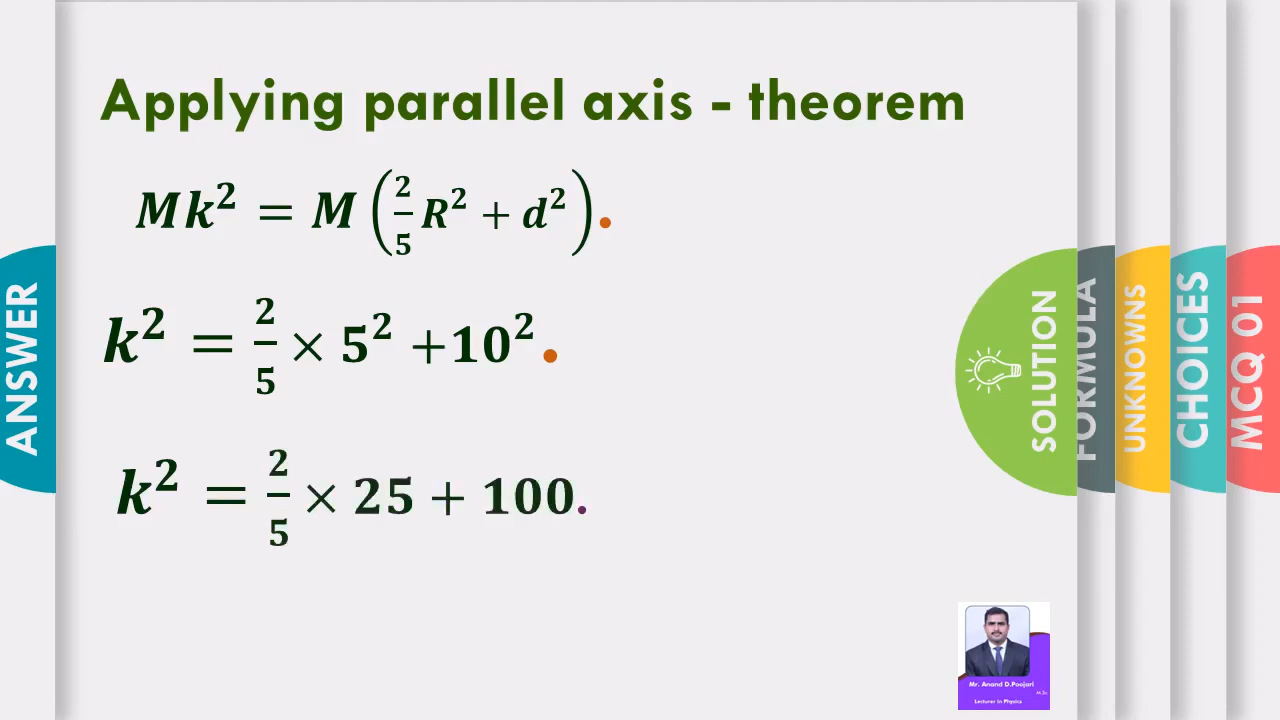 Applying parallel axis - theorem
Mk² = M(2/5 R² + d²).
k² = 2/5 × 5² +10².
k² = 2/5 × 25 + 100.
ANSWER
SOLUTION
FORMULA
UNKNOWNS
CHOICES
MCQ 01
Mr. Anand D.Poojari
M.Sc
Lecturer in Physics